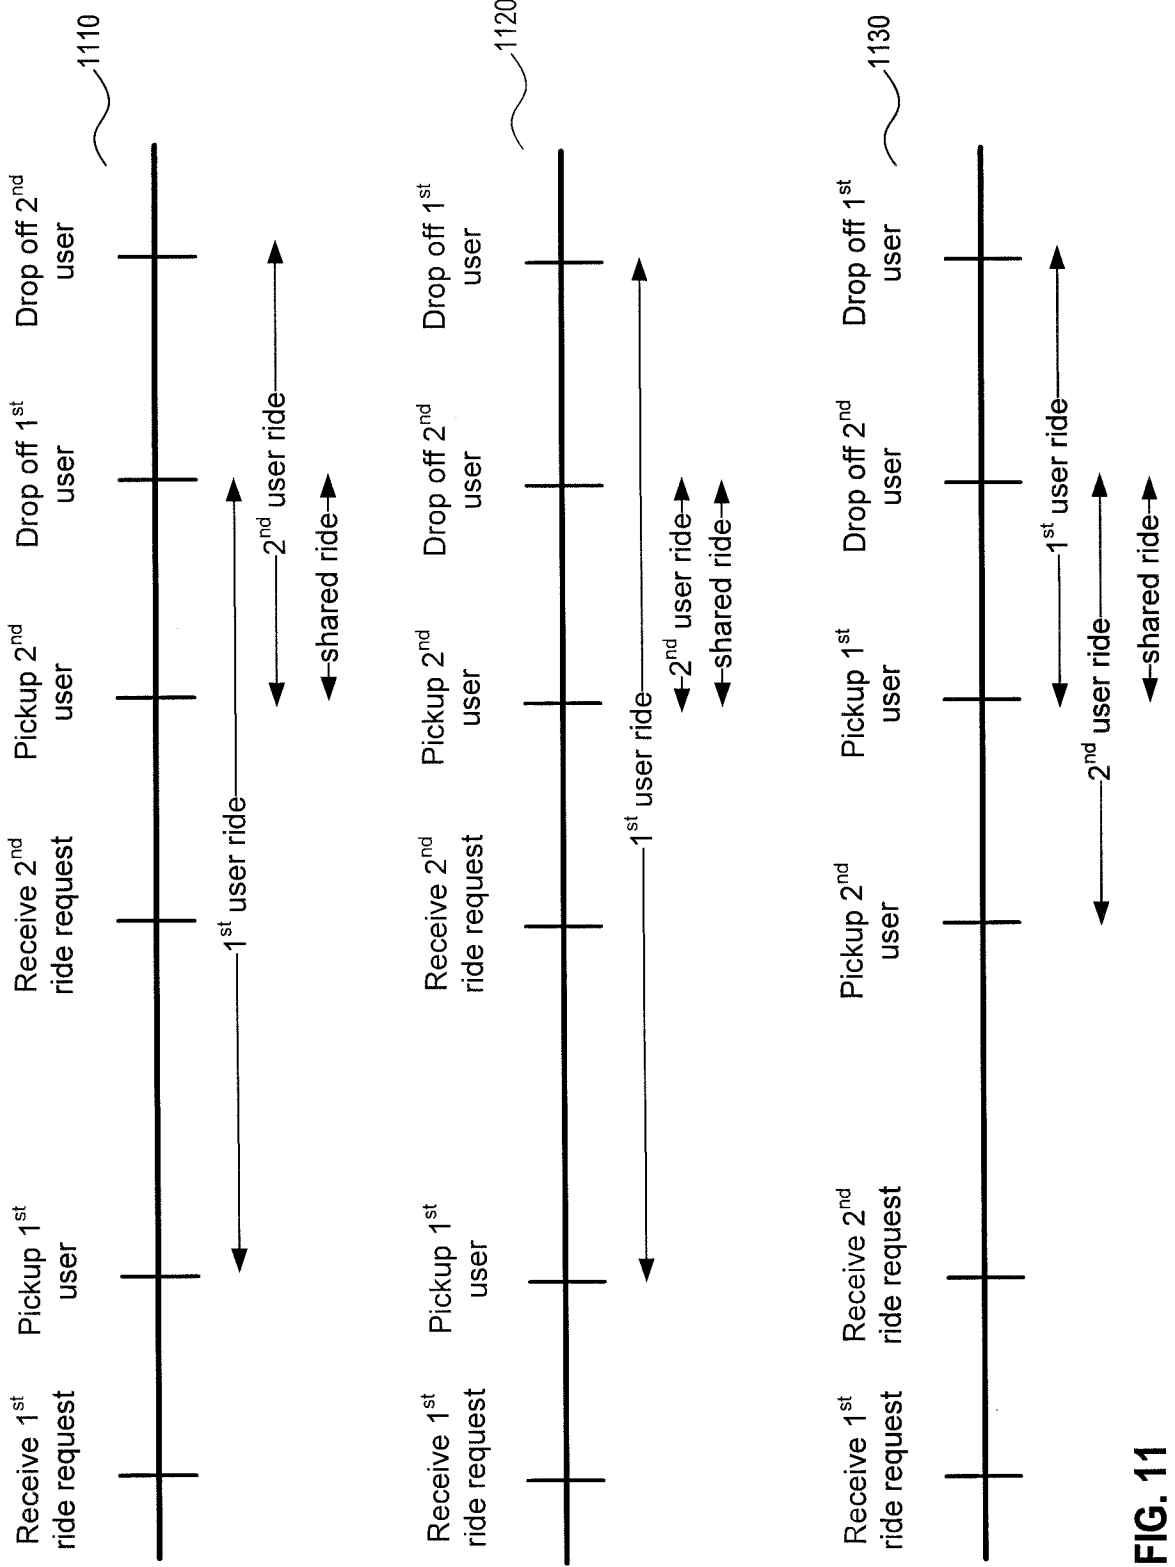 1110
Receive 1st
ride request
Pickup 1st
user
Receive 2nd
ride request
Pickup 2nd
user
Drop off 1st
user
Drop off 2nd
user
1st user ride
2nd user ride
shared ride
1120
Receive 1st
ride request
Pickup 1st
user
Receive 2nd
ride request
Pickup 2nd
user
Drop off 2nd
user
Drop off 1st
user
1st user ride
2nd user ride
shared ride
1130
Receive 1st
ride request
Receive 2nd
ride request
Pickup 2nd
user
Pickup 1st
user
Drop off 2nd
user
Drop off 1st
user
1st user ride
2nd user ride
shared ride
FIG. 11